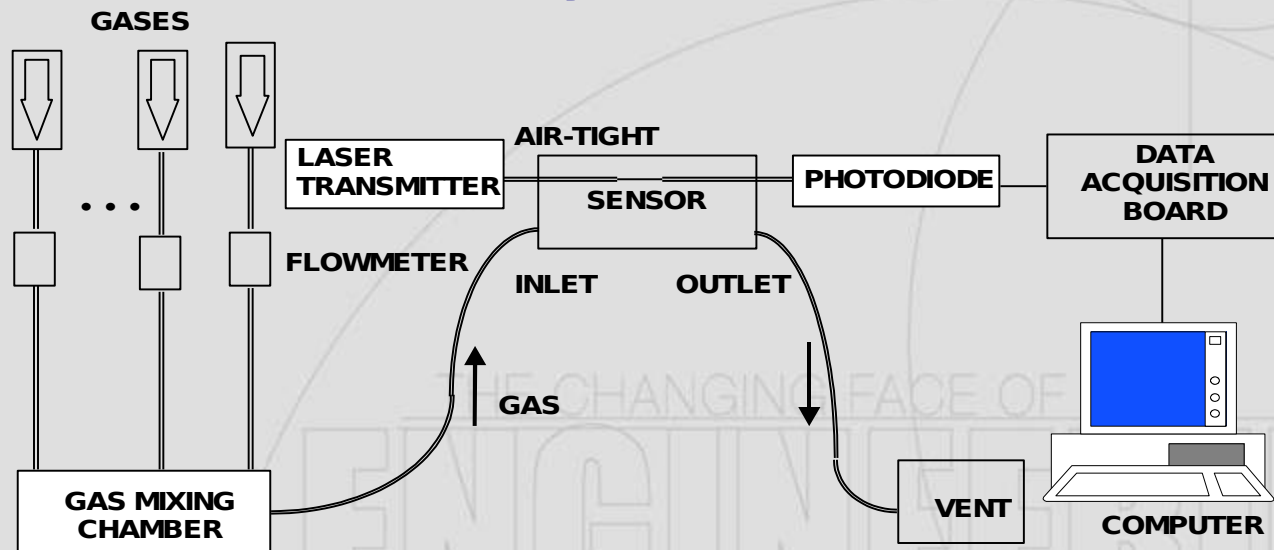 GASES
AIR-TIGHT
LASER
TRANSMITTER
SENSOR
PHOTODIODE
DATA
ACQUISITION
BOARD
• • •
FLOWMETER
INLET
OUTLET
THE CHANGING FACE OF
GAS
GAS MIXING
CHAMBER
VENT
COMPUTER